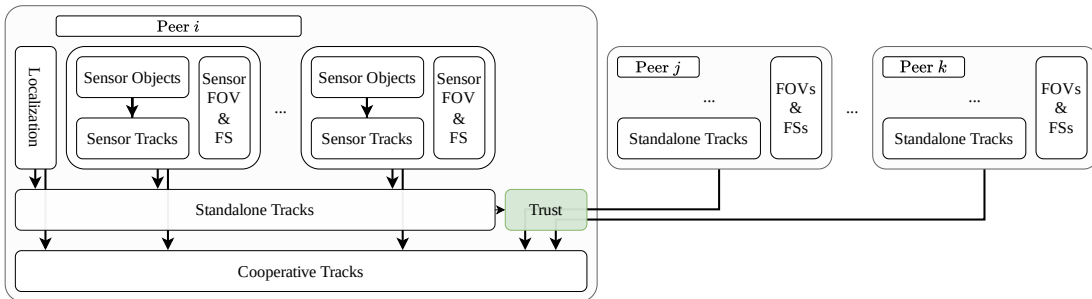 Peer i
Localization
Sensor Objects
Sensor Tracks
Sensor
FOV
&
FS
...
Sensor Objects
Sensor Tracks
Sensor
FOV
&
FS
Standalone Tracks
Trust
Cooperative Tracks
Peer j
...
Standalone Tracks
FOVs
&
FSs
...
Peer k
...
Standalone Tracks
FOVs
&
FSs